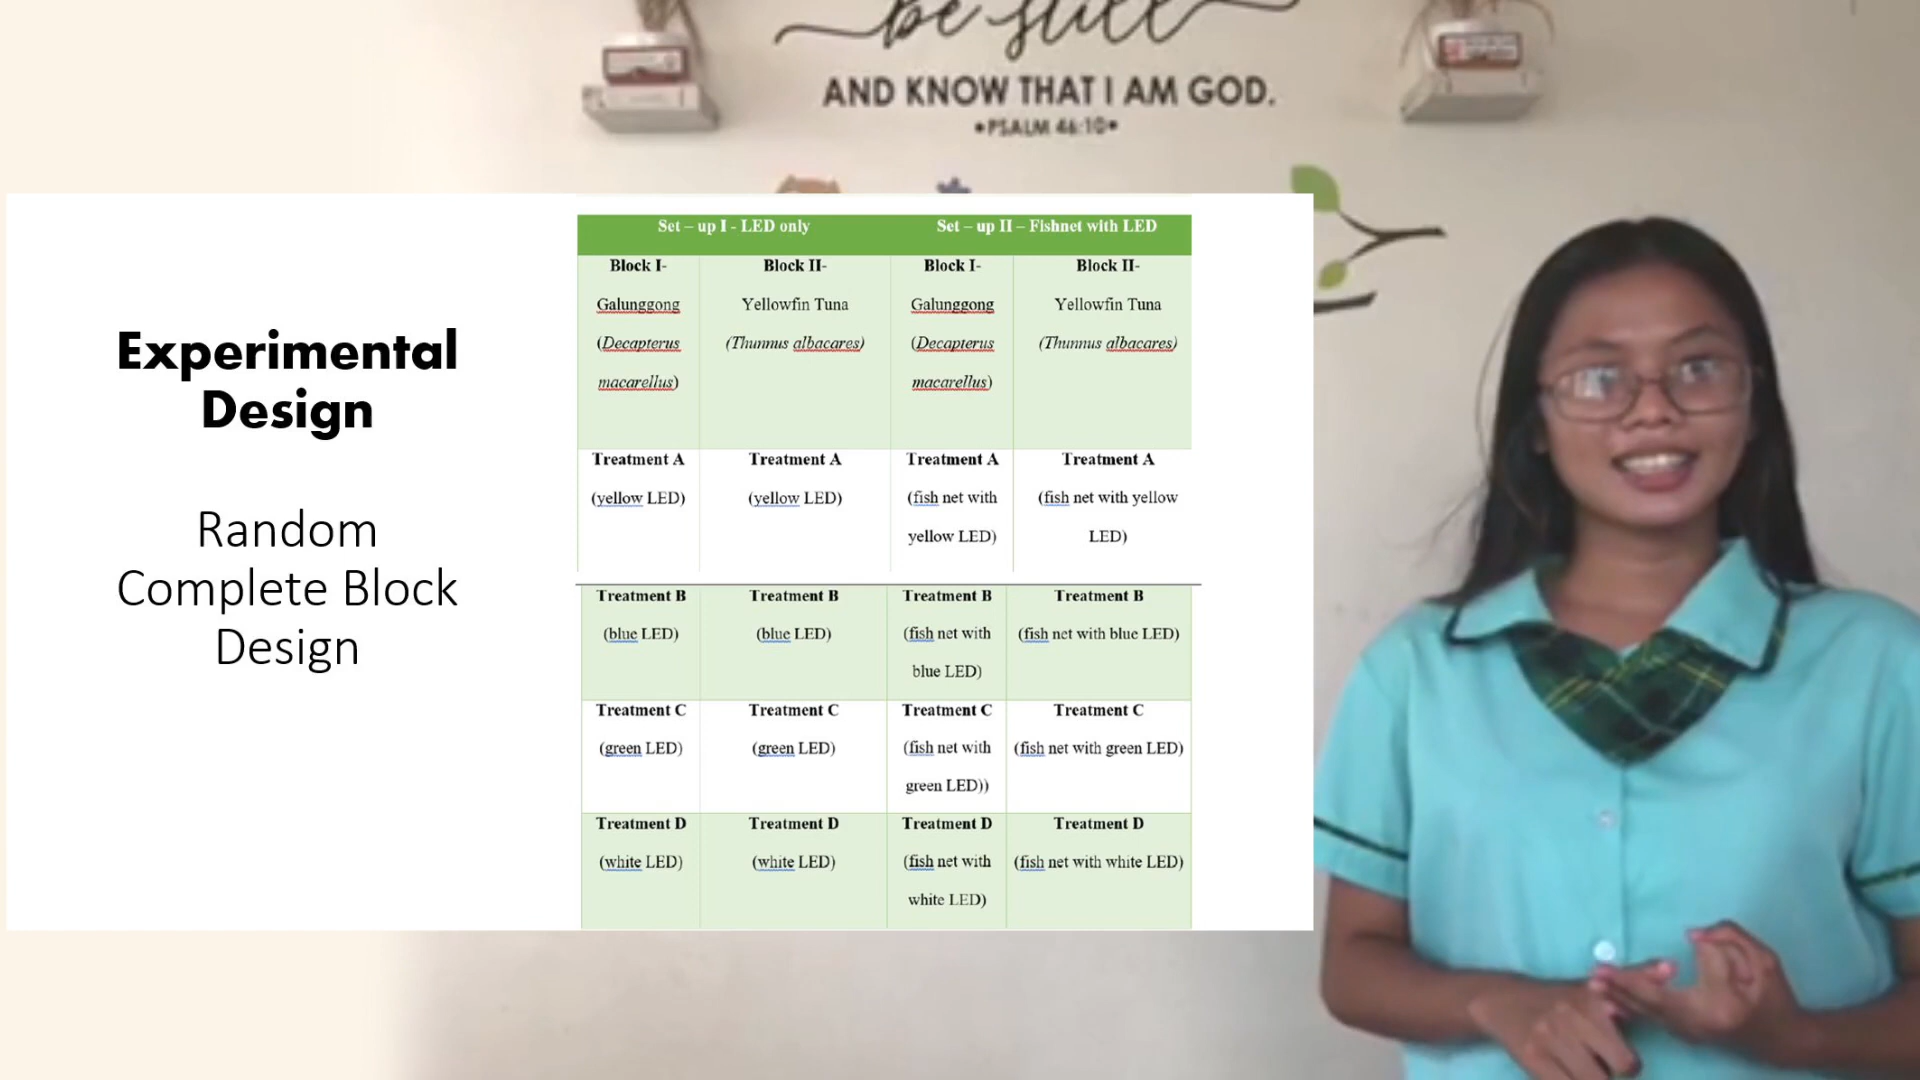 be still
AND KNOW THAT I AM GOD.
•PSALM 46:10•
Experimental
Design
Random
Complete Block
Design
Set – up I - LED only
Set – up II – Fishnet with LED
Block I-
Galunggong
(Decapterus
macarellus)
Block II-
Yellowfin Tuna
(Thunnus albacares)
Block I-
Galunggong
(Decapterus
macarellus)
Block II-
Yellowfin Tuna
(Thunnus albacares)
Treatment A
(yellow LED)
Treatment A
(yellow LED)
Treatment A
(fish net with
yellow LED)
Treatment A
(fish net with yellow
LED)
Treatment B
(blue LED)
Treatment B
(blue LED)
Treatment B
(fish net with
blue LED)
Treatment B
(fish net with blue LED)
Treatment C
(green LED)
Treatment C
(green LED)
Treatment C
(fish net with
green LED))
Treatment C
(fish net with green LED)
Treatment D
(white LED)
Treatment D
(white LED)
Treatment D
(fish net with
white LED)
Treatment D
(fish net with white LED)